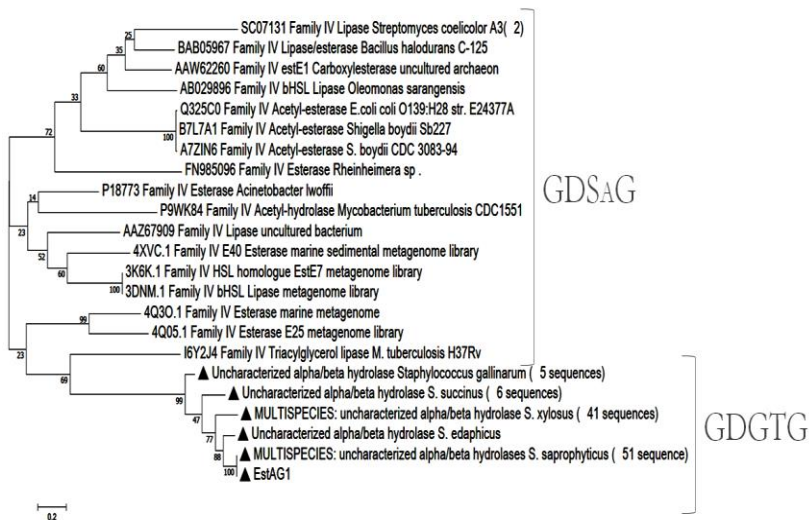 25 SC07131 Family IV Lipase Streptomyces coelicolor A3( 2)
35 BAB05967 Family IV Lipase/esterase Bacillus halodurans C-125
60 AAW62260 Family IV estE1 Carboxylesterase uncultured archaeon
33 AB029896 Family IV bHSL Lipase Oleomonas sarangensis
Q325C0 Family IV Acetyl-esterase E.coli coli O139:H28 str. E24377A
72 100 B7L7A1 Family IV Acetyl-esterase Shigella boydii Sb227
A7ZIN6 Family IV Acetyl-esterase S. boydii CDC 3083-94
FN985096 Family IV Esterase Rheinheimera sp .
GDSAG
14 P18773 Family IV Esterase Acinetobacter lwoffii
P9WK84 Family IV Acetyl-hydrolase Mycobacterium tuberculosis CDC1551
23 AAZ67909 Family IV Lipase uncultured bacterium
52 4XVC.1 Family IV E40 Esterase marine sedimental metagenome library
60 3K6K.1 Family IV HSL homologue EstE7 metagenome library
100 3DNM.1 Family IV bHSL Lipase metagenome library
99 4Q3O.1 Family IV Esterase marine metagenome
4Q05.1 Family IV Esterase E25 metagenome library
23 I6Y2J4 Family IV Triacylglycerol lipase M. tuberculosis H37Rv
69 ▲ Uncharacterized alpha/beta hydrolase Staphylococcus gallinarum ( 5 sequences)
99 ▲ Uncharacterized alpha/beta hydrolase S. succinus ( 6 sequences)
47 ▲ MULTISPECIES: uncharacterized alpha/beta hydrolase S. xylosus ( 41 sequences)
77 ▲ Uncharacterized alpha/beta hydrolase S. edaphicus
88 ▲ MULTISPECIES: uncharacterized alpha/beta hydrolases S. saprophyticus ( 51 sequence)
100 ▲ EstAG1
GDGTG
0.2